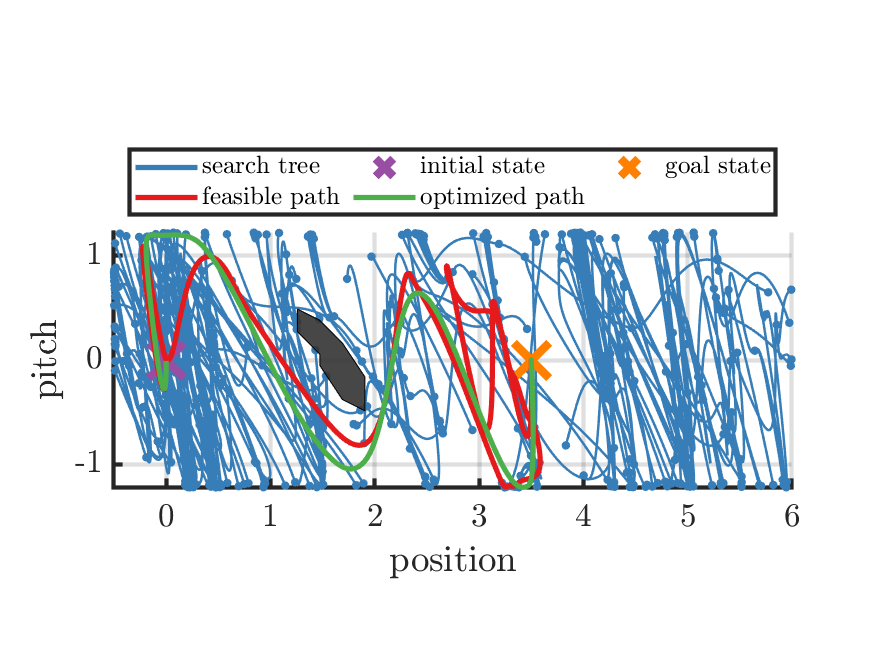 search tree initial state goal state
feasible path optimized path
1
0
-1
pitch
0 1 2 3 4 5 6
position